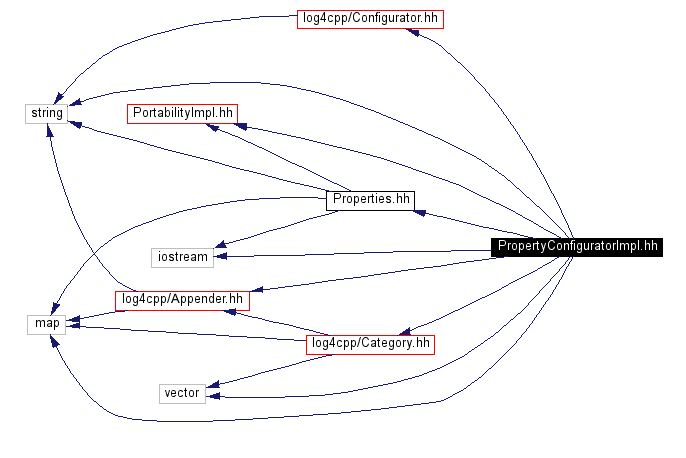 log4cpp/Configurator.hh
string
PortabilityImpl.hh
Properties.hh
PropertyConfiguratorImpl.hh
iostream
log4cpp/Appender.hh
map
log4cpp/Category.hh
vector